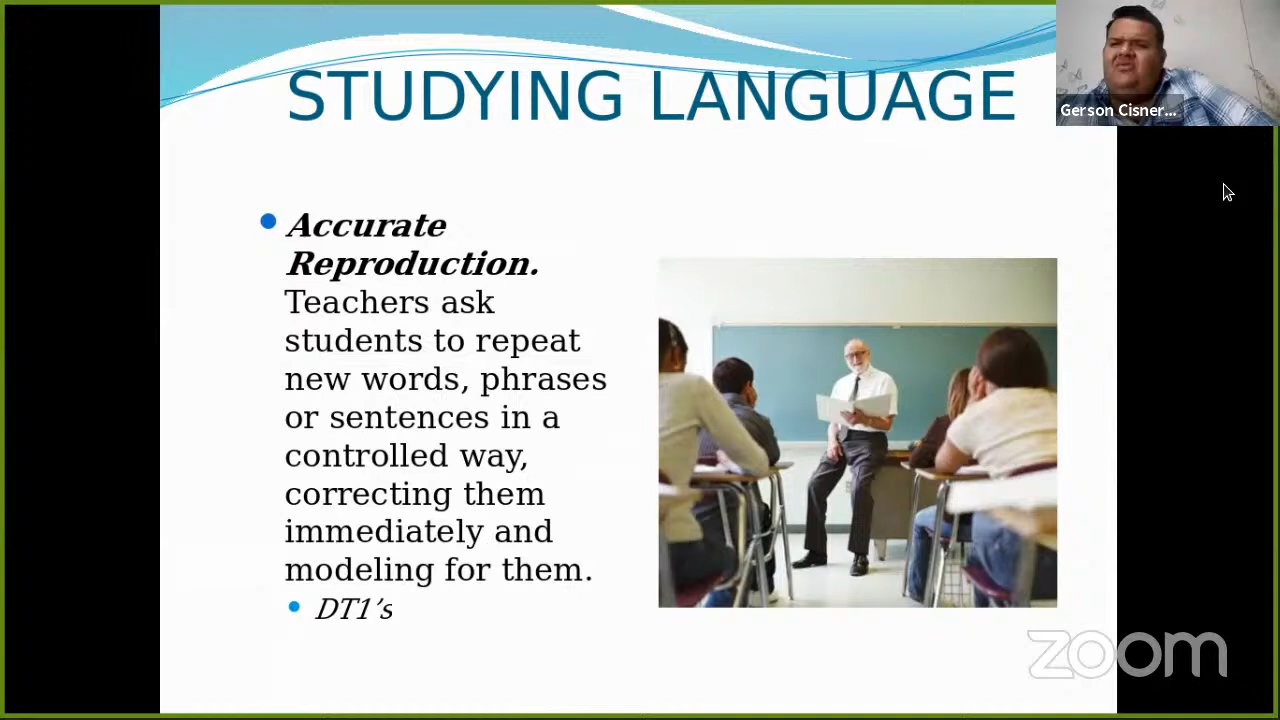 STUDYING LANGUAGE
Gerson Cisner...
Accurate
Reproduction.
Teachers ask
students to repeat
new words, phrases
or sentences in a
controlled way,
correcting them
immediately and
modeling for them.
DT1’s
zoom